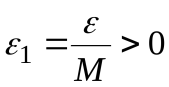 ε₁ = ε/M > 0